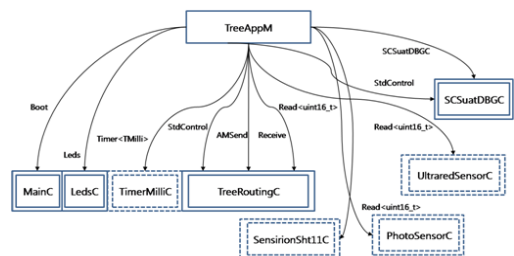 TreeAppM
SCSuatDBGC
StdControl
Boot
Leds
Timer<TMilli>
StdControl
AMSend
Receive
Read<uint16_t>
Read<uint16_t>
SCSuatDBGC
UltraredSensorC
MainC
LedsC
TimerMilliC
TreeRoutingC
Read<uint16_t>
SensirionSht11C
PhotoSensorC